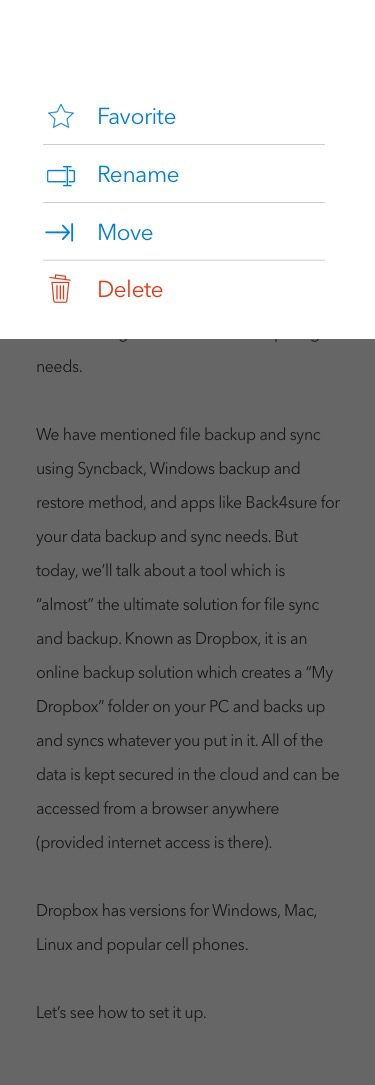 Favorite
Rename
Move
Delete
needs.
We have mentioned file backup and sync
using Syncback, Windows backup and
restore method, and apps like Back4sure for
your data backup and sync needs. But
today, we’ll talk about a tool which is
“almost” the ultimate solution for file sync
and backup. Known as Dropbox, it is an
online backup solution which creates a “My
Dropbox” folder on your PC and backs up
and syncs whatever you put in it. All of the
data is kept secured in the cloud and can be
accessed from a browser anywhere
(provided internet access is there).
Dropbox has versions for Windows, Mac,
Linux and popular cell phones.
Let’s see how to set it up.